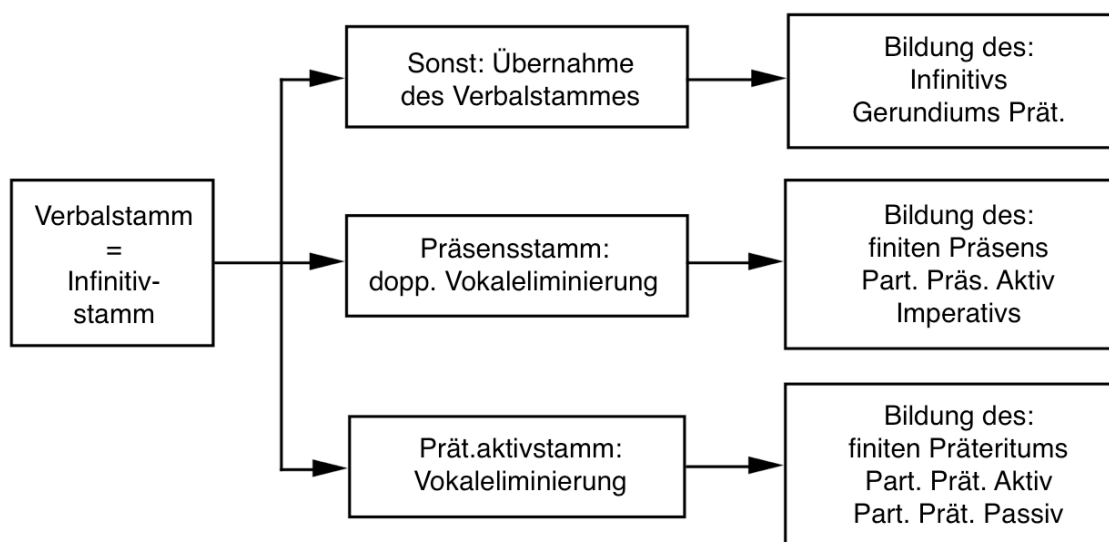 Verbalstamm
=
Infinitiv-
stamm
Sonst: Übernahme
des Verbalstammes
Bildung des:
Infinitivs
Gerundiums Prät.
Präsensstamm:
dopp. Vokaleliminierung
Bildung des:
finiten Präsens
Part. Präs. Aktiv
Imperativs
Prät.aktivstamm:
Vokaleliminierung
Bildung des:
finiten Präteritums
Part. Prät. Aktiv
Part. Prät. Passiv